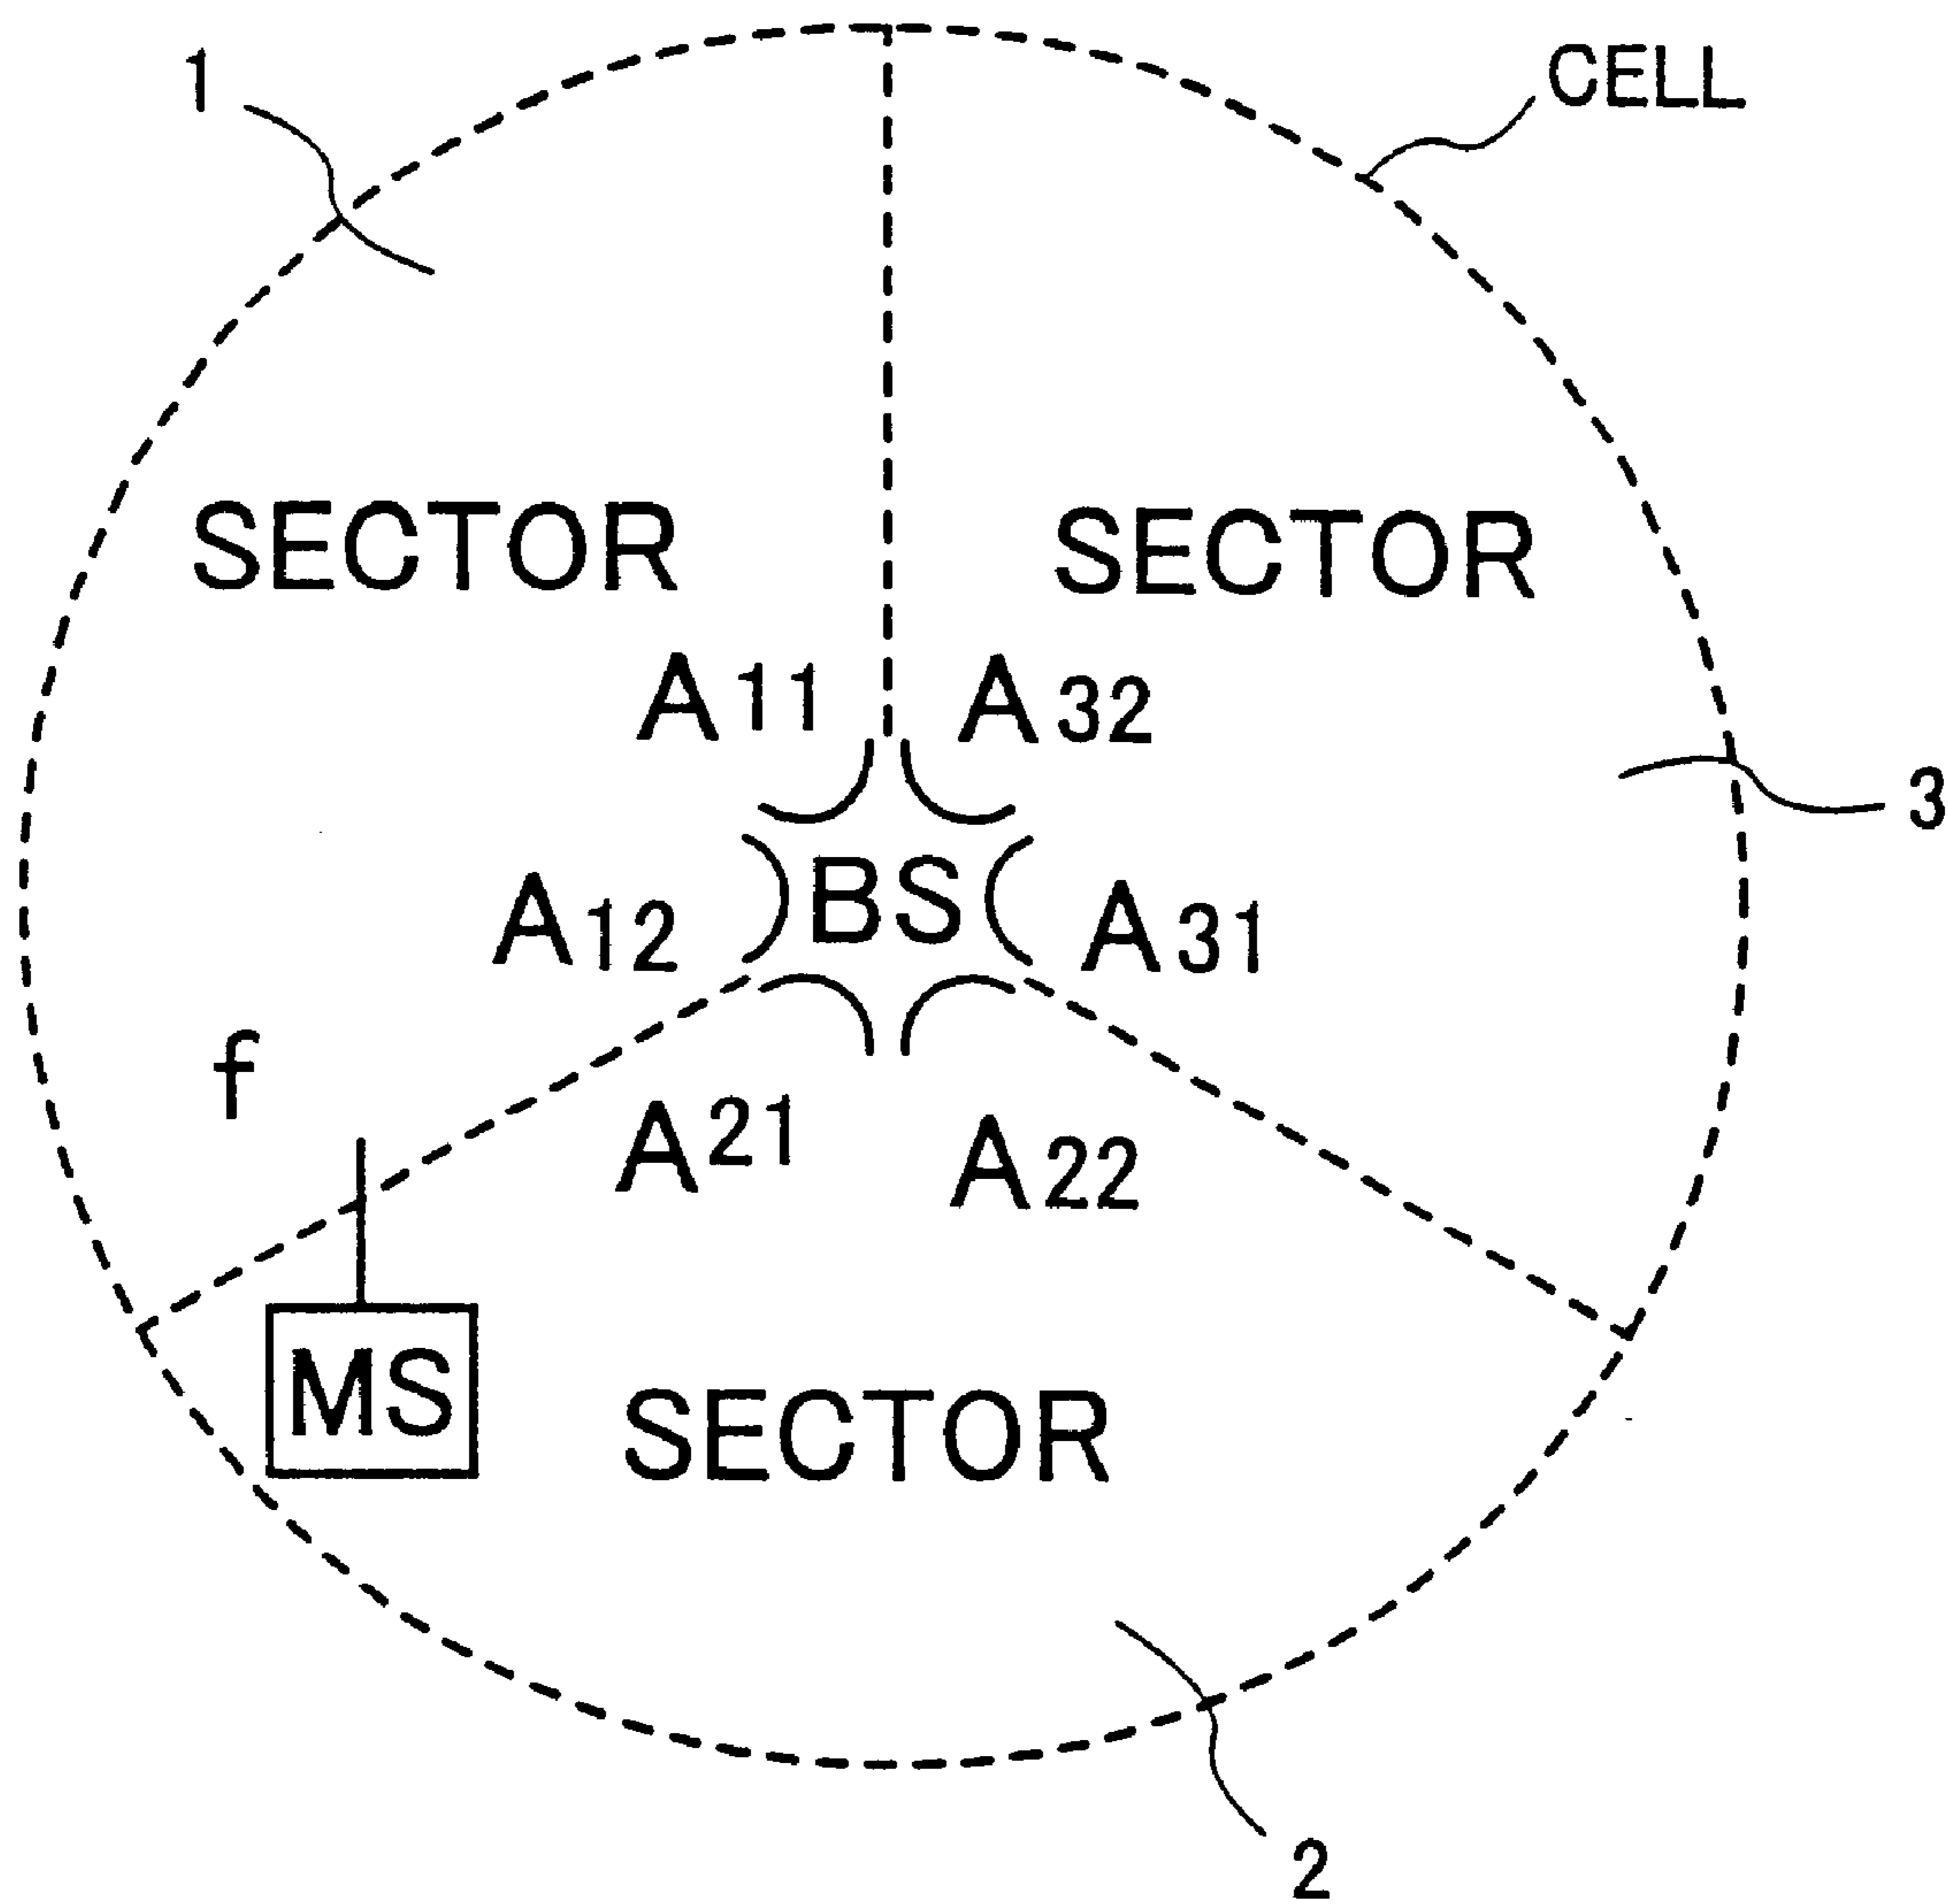 1
CELL
SECTOR
SECTOR
A11
A32
3
BS
A12
A31
f
A21
A22
MS
SECTOR
2